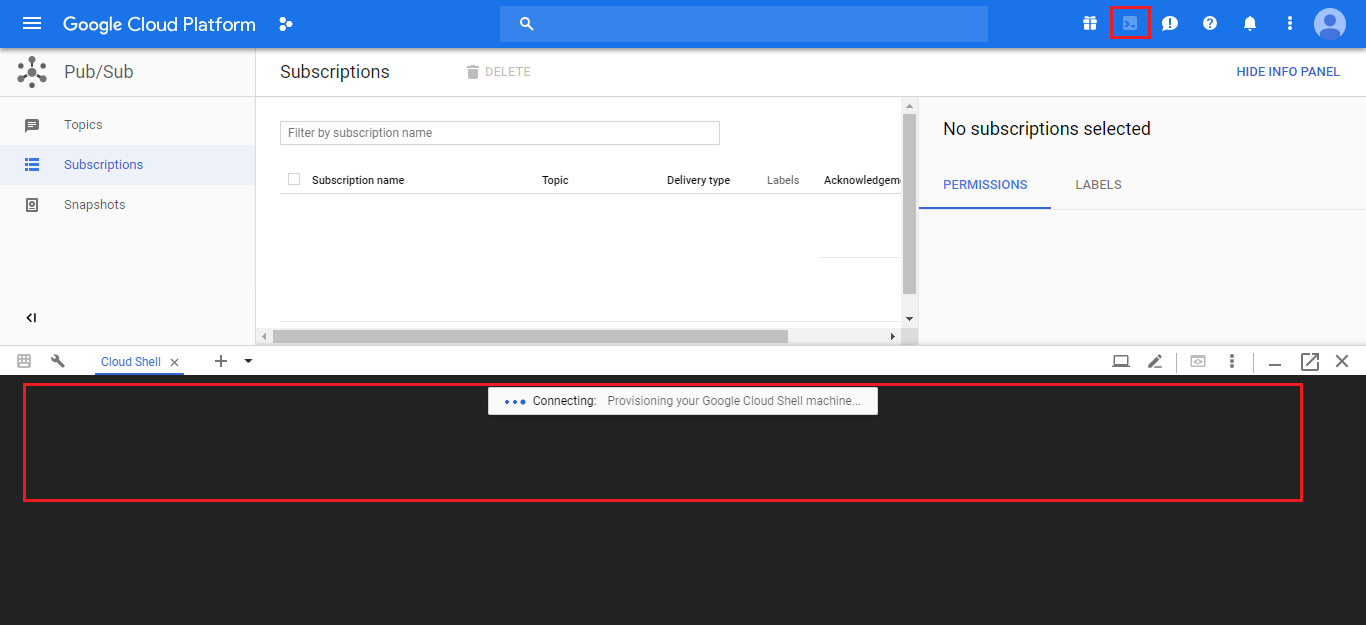 Google Cloud Platform
Pub/Sub
Subscriptions
DELETE
HIDE INFO PANEL
Topics
Subscriptions
Snapshots
Filter by subscription name
Subscription name Topic Delivery type Labels Acknowledgem
No subscriptions selected
PERMISSIONS LABELS
Cloud Shell
Connecting: Provisioning your Google Cloud Shell machine...